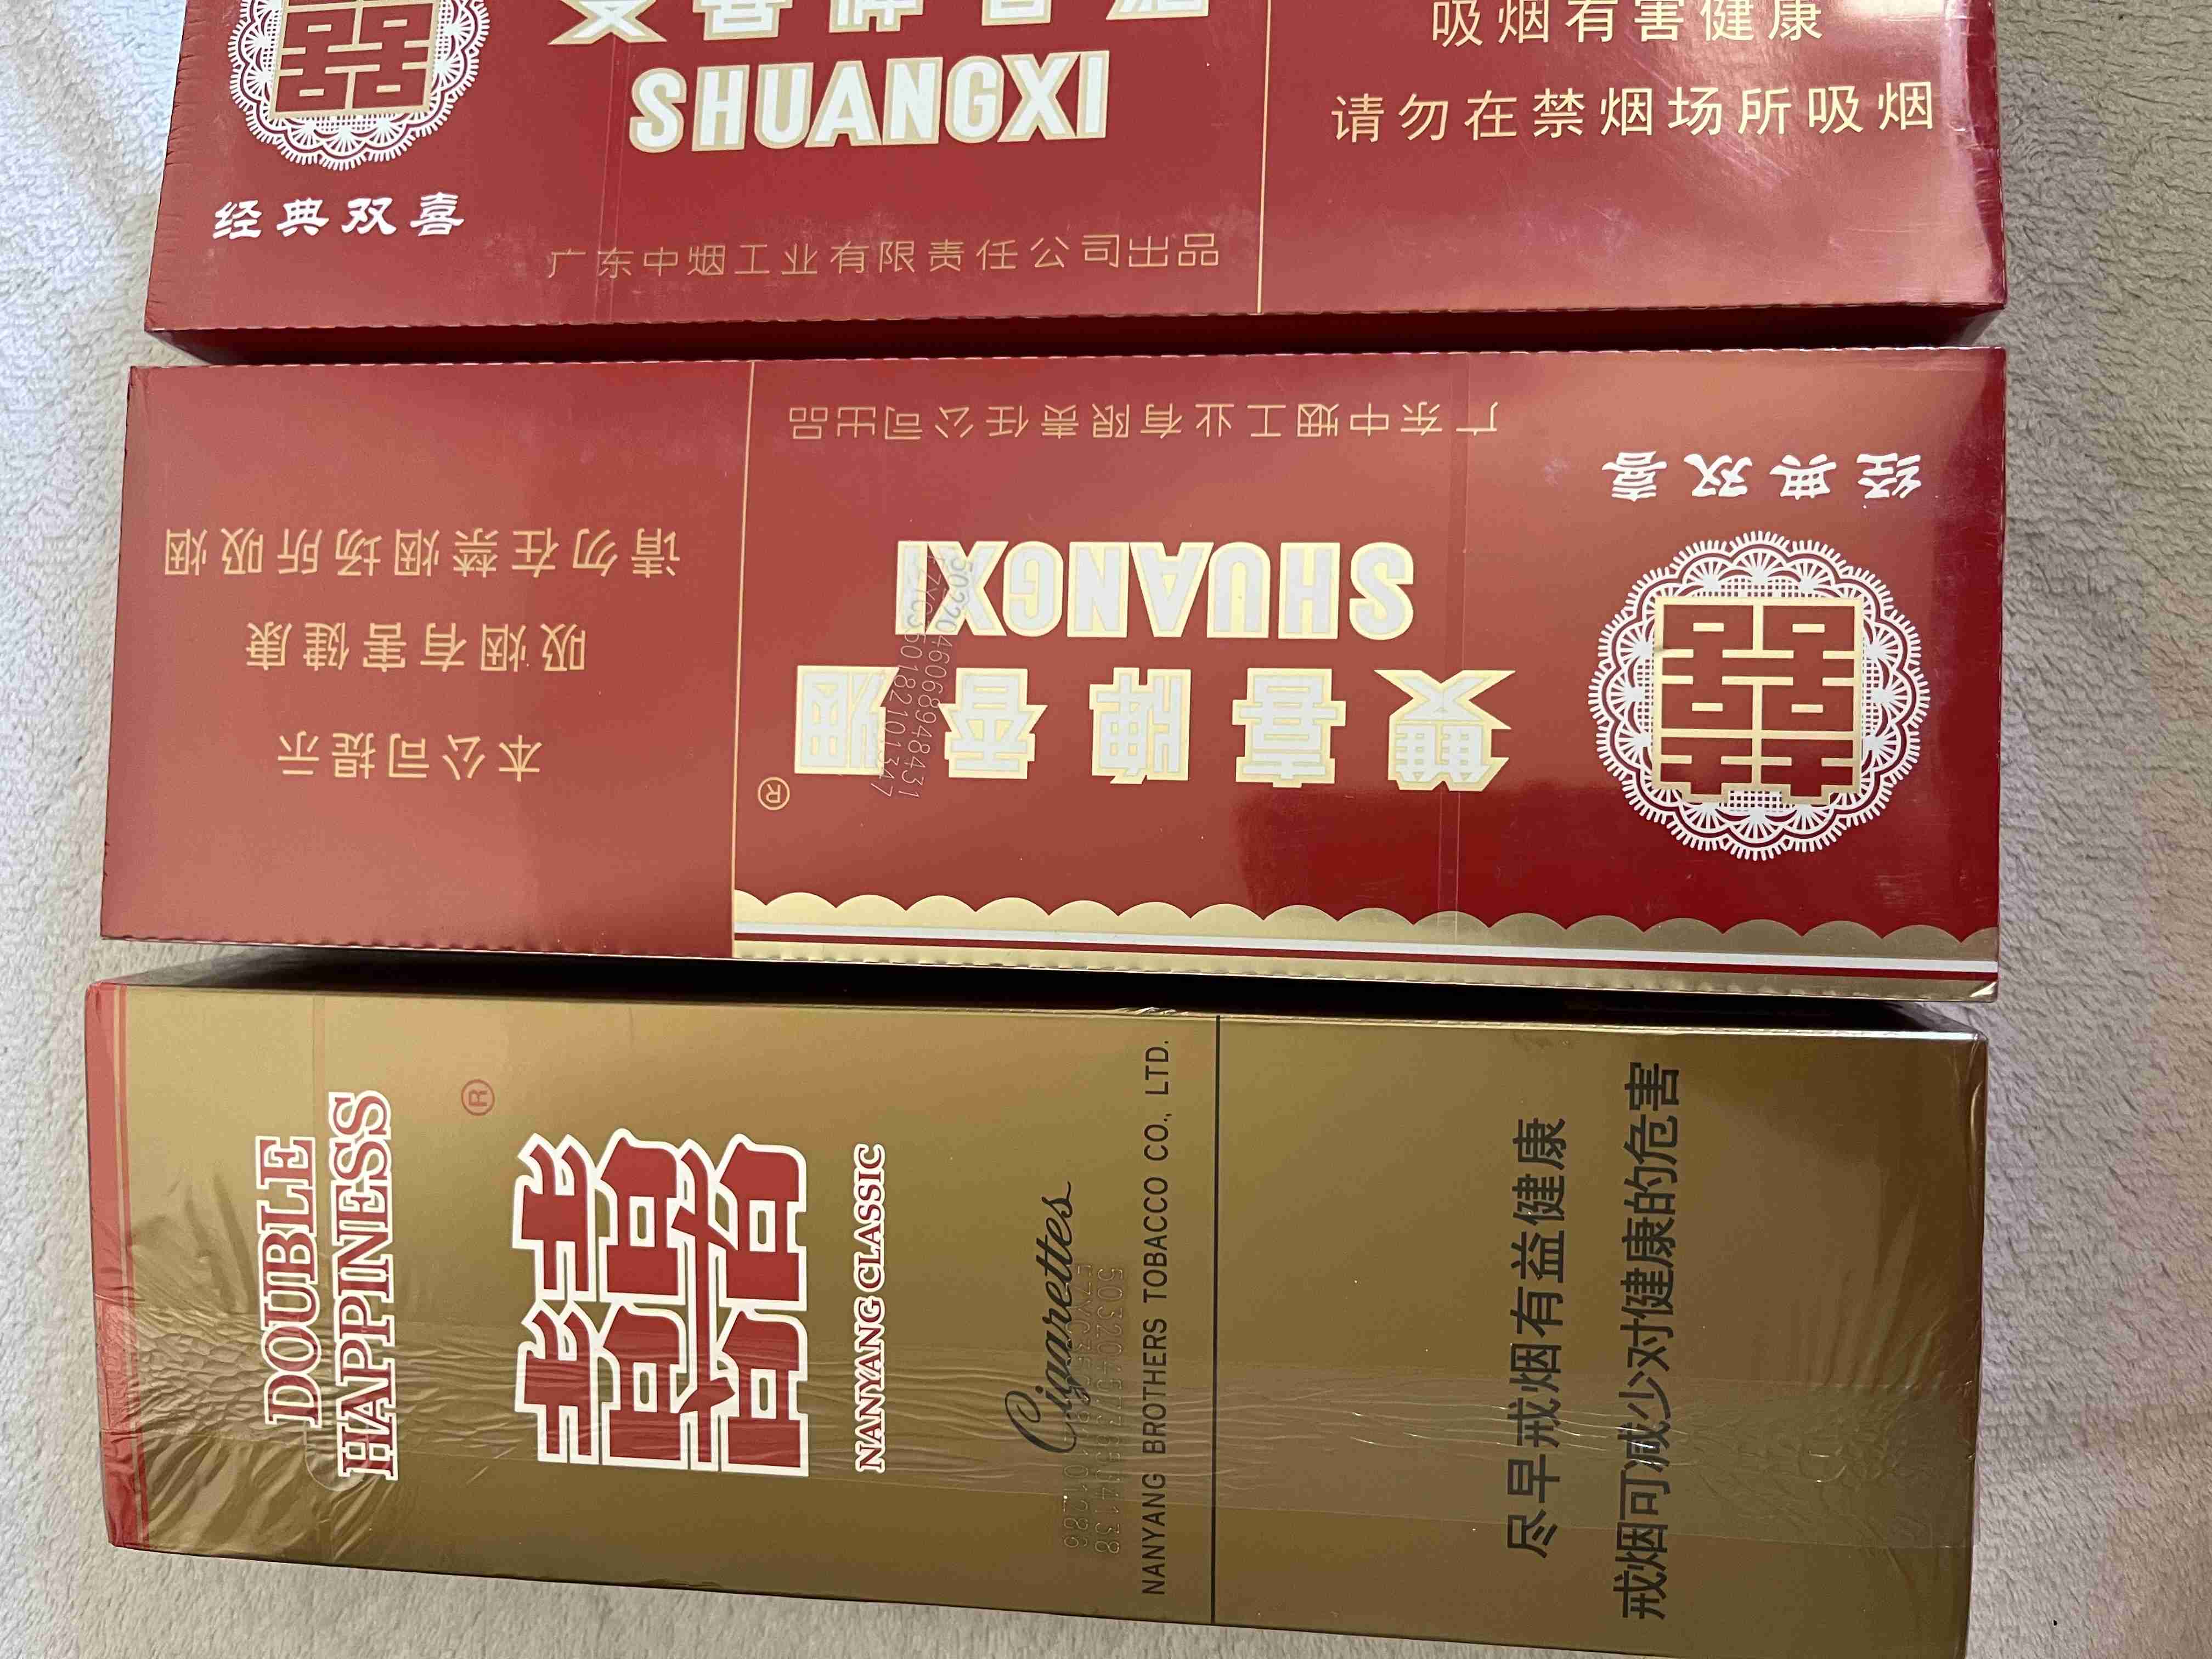 SHUANGXI
经典双喜
广东中烟工业有限责任公司出品
吸烟有害健康
请勿在禁烟场所吸烟
囍
雙喜牌香烟
®
SHUANGXI
经典双喜
广东中烟工业有限责任公司出品
本公司提示
吸烟有害健康
请勿在禁烟场所吸烟
DOUBLE
HAPPINESS
®
囍
NANYANG CLASSIC
Cigarettes
NANYANG BROTHERS TOBACCO CO., LTD.
尽早戒烟有益健康
戒烟可减少对健康的危害